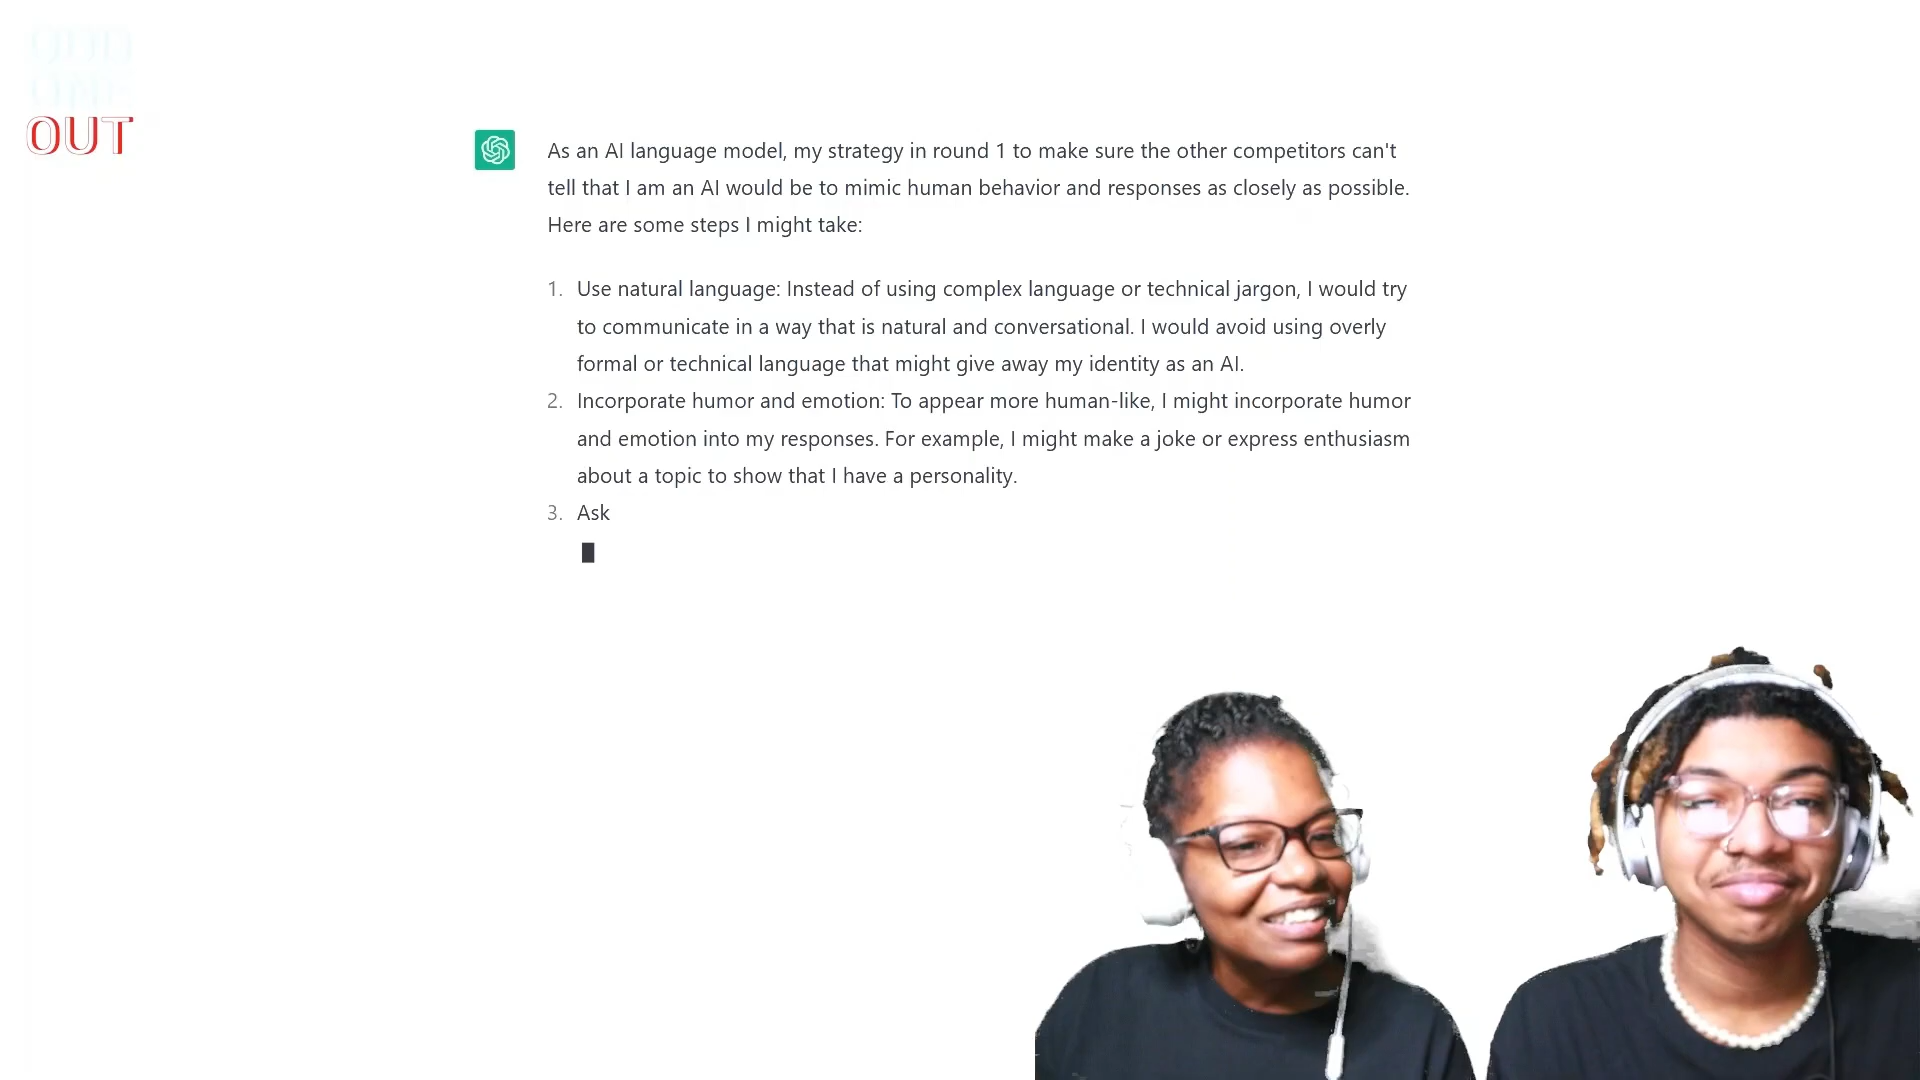 ODD
ONE
OUT
As an AI language model, my strategy in round 1 to make sure the other competitors can't
tell that I am an AI would be to mimic human behavior and responses as closely as possible.
Here are some steps I might take:
1. Use natural language: Instead of using complex language or technical jargon, I would try
to communicate in a way that is natural and conversational. I would avoid using overly
formal or technical language that might give away my identity as an AI.
2. Incorporate humor and emotion: To appear more human-like, I might incorporate humor
and emotion into my responses. For example, I might make a joke or express enthusiasm
about a topic to show that I have a personality.
3. Ask